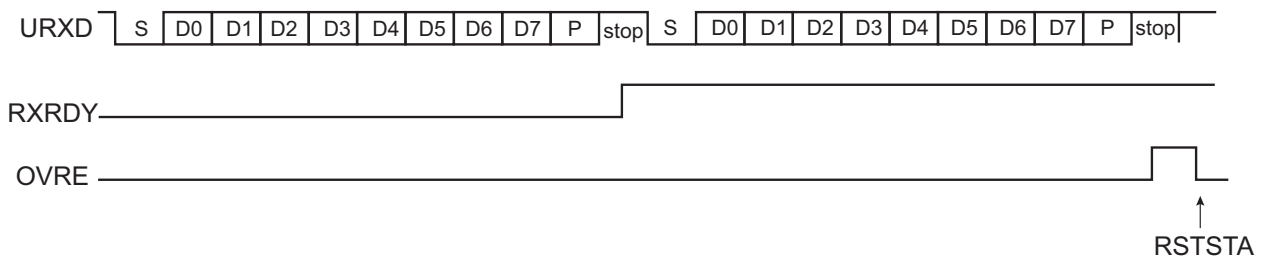 URXD S D0 D1 D2 D3 D4 D5 D6 D7 P stop S D0 D1 D2 D3 D4 D5 D6 D7 P stop
RXRDY
OVRE
RSTSTA